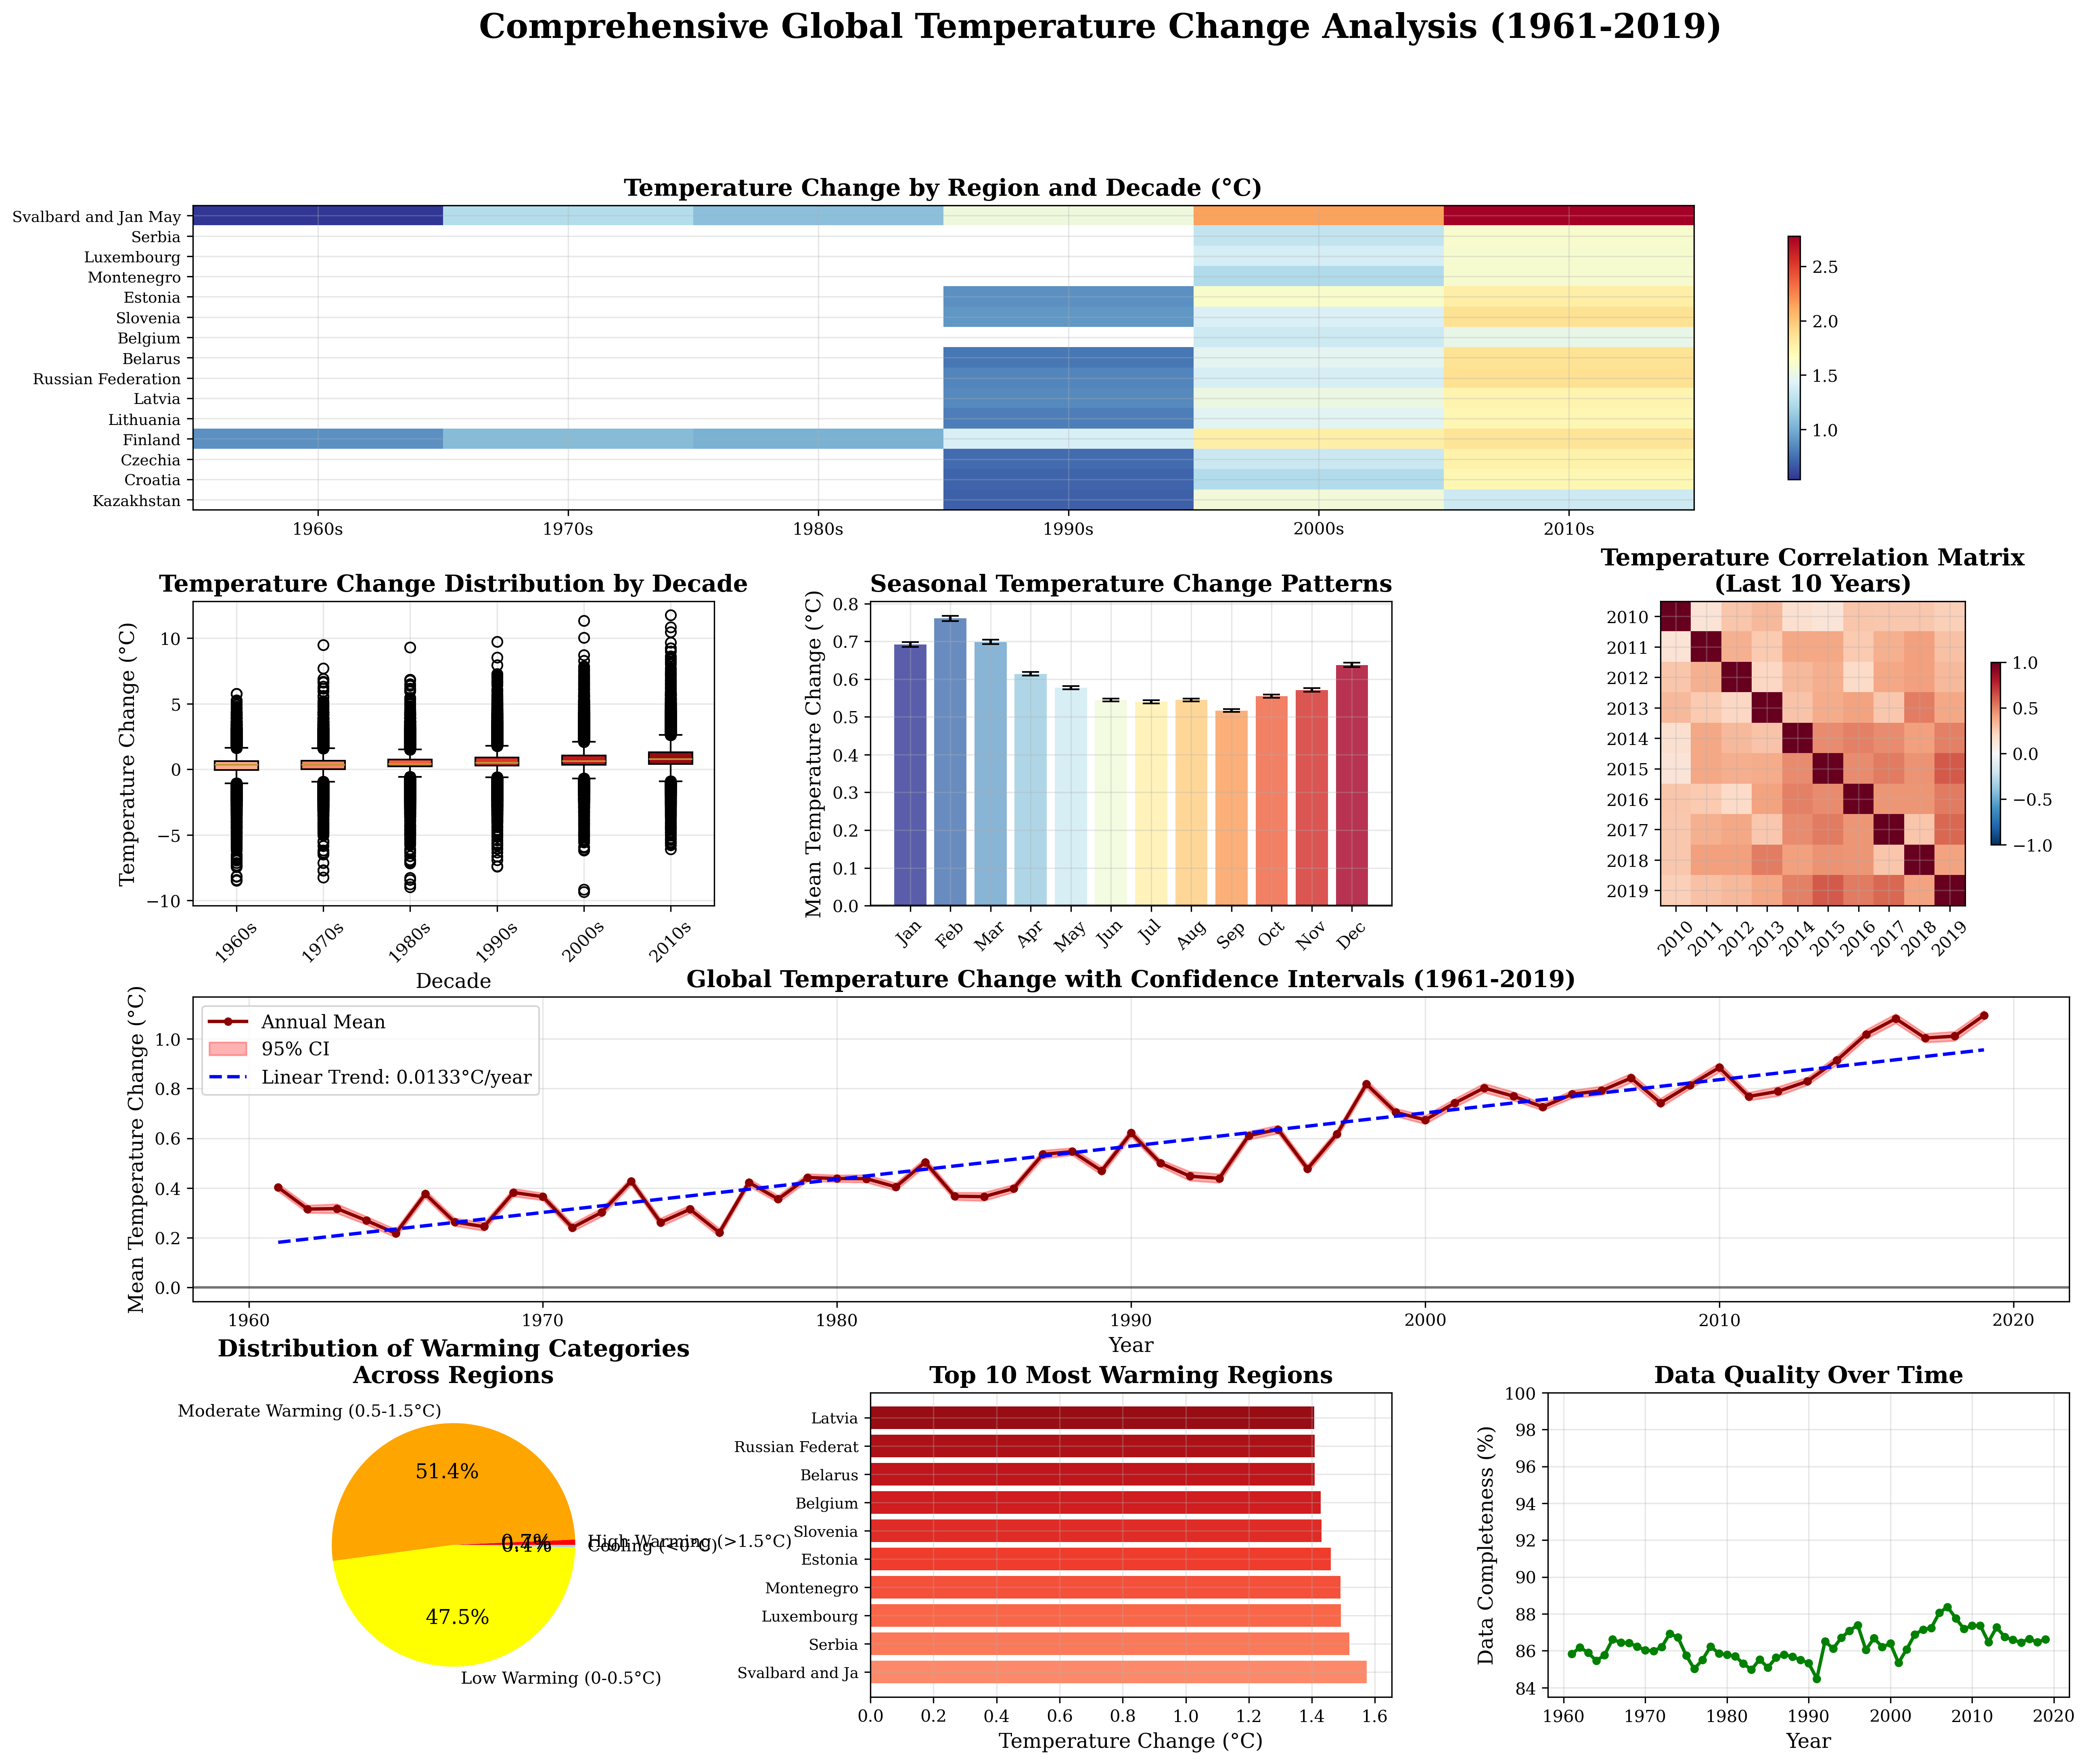 Comprehensive Global Temperature Change Analysis (1961-2019)
Temperature Change by Region and Decade (°C)
Svalbard and Jan May
Serbia
Luxembourg
Montenegro
Estonia
Slovenia
Belgium
Belarus
Russian Federation
Latvia
Lithuania
Finland
Czechia
Croatia
Kazakhstan
1960s 1970s 1980s 1990s 2000s 2010s
2.5
2.0
1.5
1.0
Temperature Change Distribution by Decade
Temperature Change (°C)
10
5
0
−5
−10
1960s 1970s 1980s 1990s 2000s 2010s
Decade
Seasonal Temperature Change Patterns
Mean Temperature Change (°C)
0.8
0.7
0.6
0.5
0.4
0.3
0.2
0.1
0.0
Jan Feb Mar Apr May Jun Jul Aug Sep Oct Nov Dec
Temperature Correlation Matrix
(Last 10 Years)
2010
2011
2012
2013
2014
2015
2016
2017
2018
2019
2010 2011 2012 2013 2014 2015 2016 2017 2018 2019
1.0
0.5
0.0
−0.5
−1.0
Global Temperature Change with Confidence Intervals (1961-2019)
Mean Temperature Change (°C)
1.0
0.8
0.6
0.4
0.2
0.0
Annual Mean
95% CI
Linear Trend: 0.0133°C/year
1960 1970 1980 1990 2000 2010 2020
Year
Distribution of Warming Categories
Across Regions
Moderate Warming (0.5-1.5°C)
51.4%
0.7%
High Warming (>1.5°C)
0.4%
Cooling (<0°C)
47.5%
Low Warming (0-0.5°C)
Top 10 Most Warming Regions
Latvia
Russian Federat
Belarus
Belgium
Slovenia
Estonia
Montenegro
Luxembourg
Serbia
Svalbard and Ja
0.0 0.2 0.4 0.6 0.8 1.0 1.2 1.4 1.6
Temperature Change (°C)
Data Quality Over Time
Data Completeness (%)
100
98
96
94
92
90
88
86
84
1960 1970 1980 1990 2000 2010 2020
Year